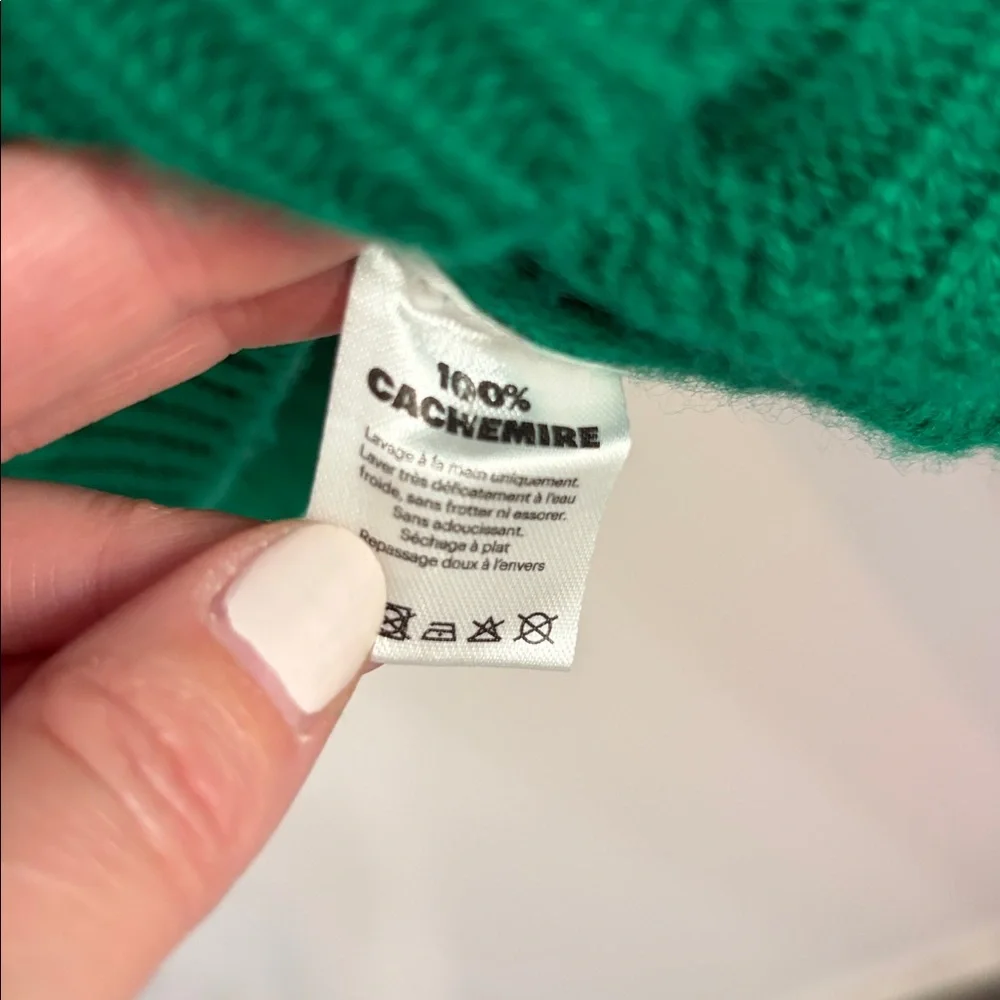 100%
CACHEMIRE
Lavage à la main uniquement.
Laver très délicatement à l'eau
froide, sans frotter ni essorer.
Sans adoucissant.
Séchage à plat
Repassage doux à l'envers